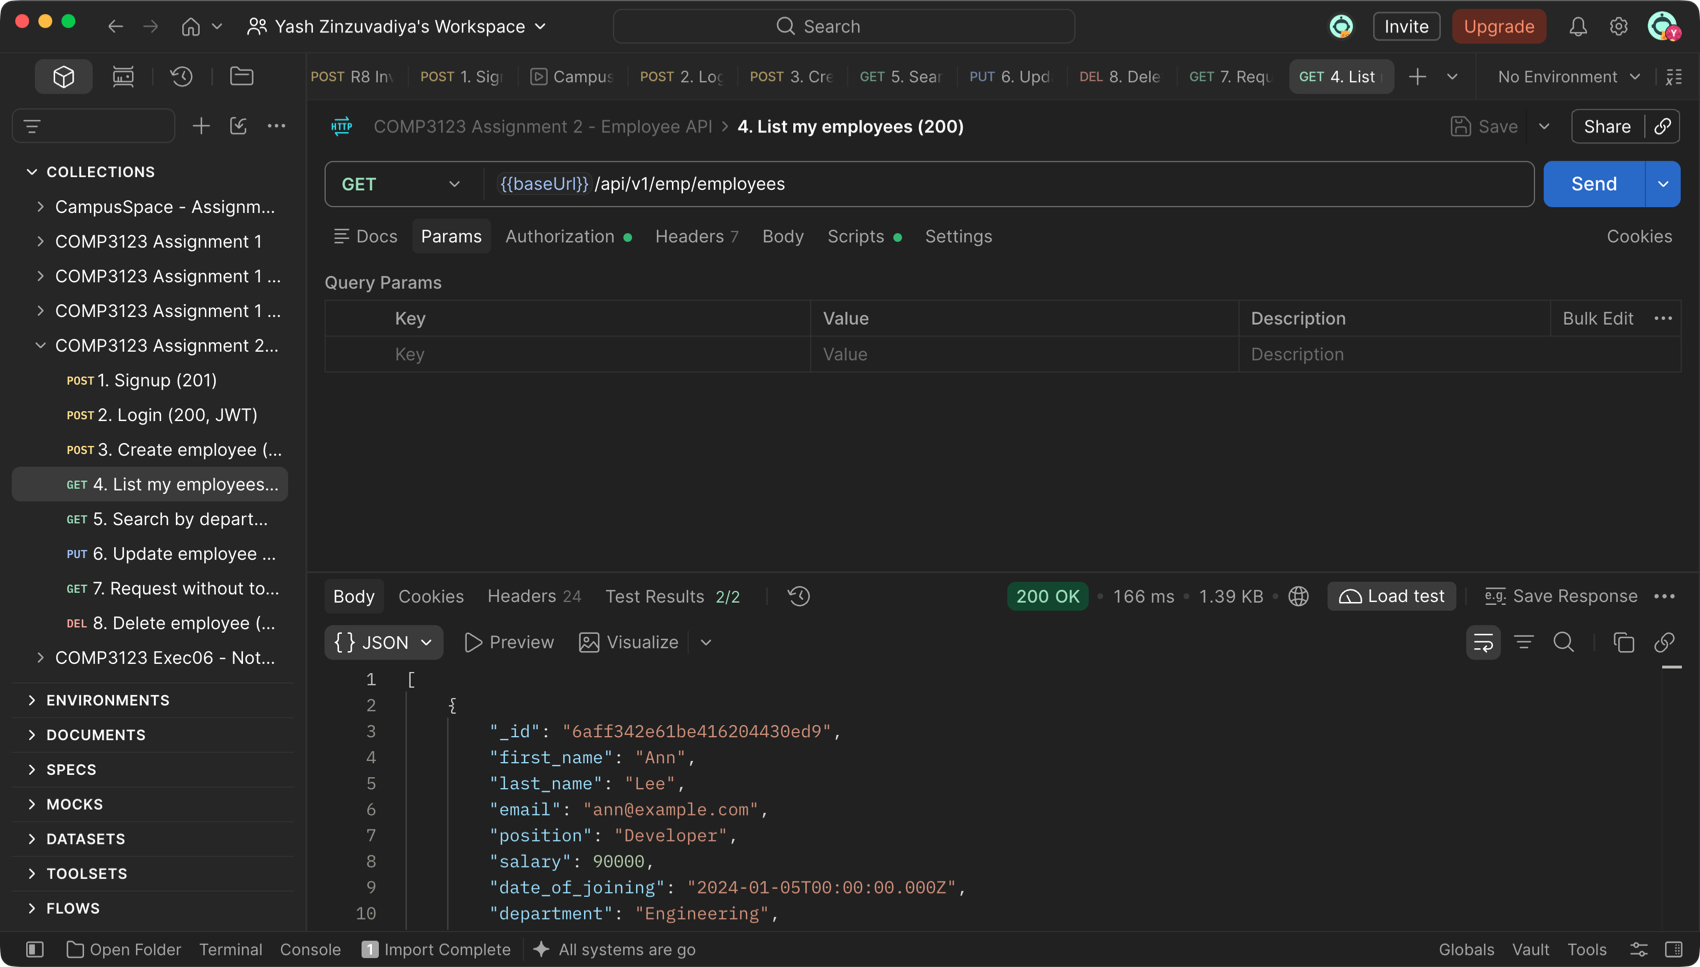 Yash Zinzuvadiya's Workspace
Search
Invite
Upgrade
Y
POST R8 Inv
POST 1. Sig
Campus
POST 2. Log
POST 3. Cre
GET 5. Sear
PUT 6. Upd
DEL 8. Dele
GET 7. Requ
GET 4. List
No Environment
HTTP
COMP3123 Assignment 2 - Employee API > 4. List my employees (200)
Save
Share
COLLECTIONS
CampusSpace - Assignm...
COMP3123 Assignment 1
COMP3123 Assignment 1 ...
COMP3123 Assignment 1 ...
COMP3123 Assignment 2...
POST 1. Signup (201)
POST 2. Login (200, JWT)
POST 3. Create employee (...
GET 4. List my employees...
GET 5. Search by depart...
PUT 6. Update employee ...
GET 7. Request without to...
DEL 8. Delete employee (...
COMP3123 Exec06 - Not...
ENVIRONMENTS
DOCUMENTS
SPECS
MOCKS
DATASETS
TOOLSETS
FLOWS
GET
{{baseUrl}} /api/v1/emp/employees
Send
Docs
Params
Authorization
Headers 7
Body
Scripts
Settings
Cookies
Query Params
Key
Value
Description
Bulk Edit
Key
Value
Description
Body
Cookies
Headers 24
Test Results 2/2
200 OK
166 ms
1.39 KB
Load test
e.g. Save Response
{} JSON
Preview
Visualize
1 [
2 {
3 "_id": "6aff342e61be416204430ed9",
4 "first_name": "Ann",
5 "last_name": "Lee",
6 "email": "ann@example.com",
7 "position": "Developer",
8 "salary": 90000,
9 "date_of_joining": "2024-01-05T00:00:00.000Z",
10 "department": "Engineering",
Open Folder
Terminal
Console
1 Import Complete
All systems are go
Globals
Vault
Tools